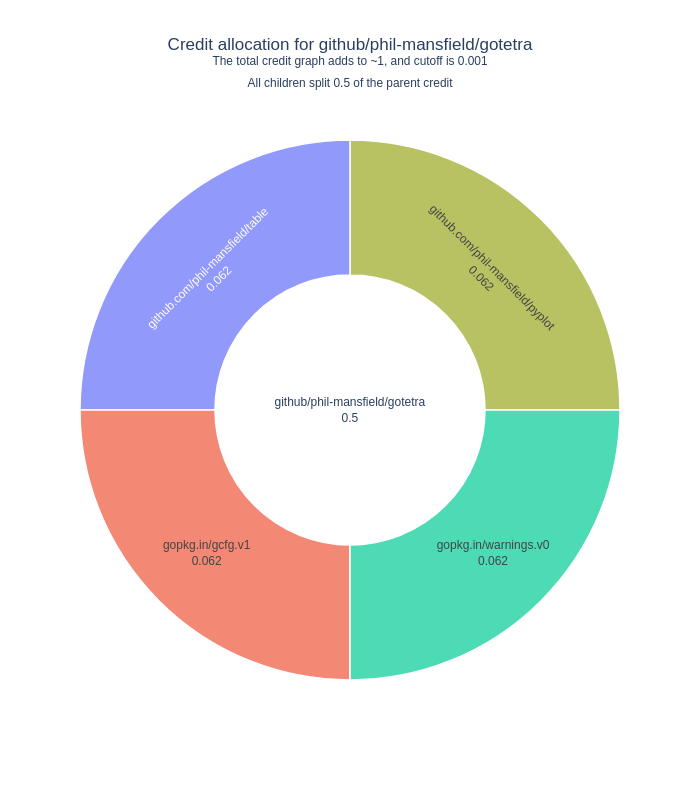 Credit allocation for github/phil-mansfield/gotetra
The total credit graph adds to ~1, and cutoff is 0.001
All children split 0.5 of the parent credit
github.com/phil-mansfield/table
0.062
github.com/phil-mansfield/pyplot
0.062
github/phil-mansfield/gotetra
0.5
gopkg.in/gcfg.v1
0.062
gopkg.in/warnings.v0
0.062